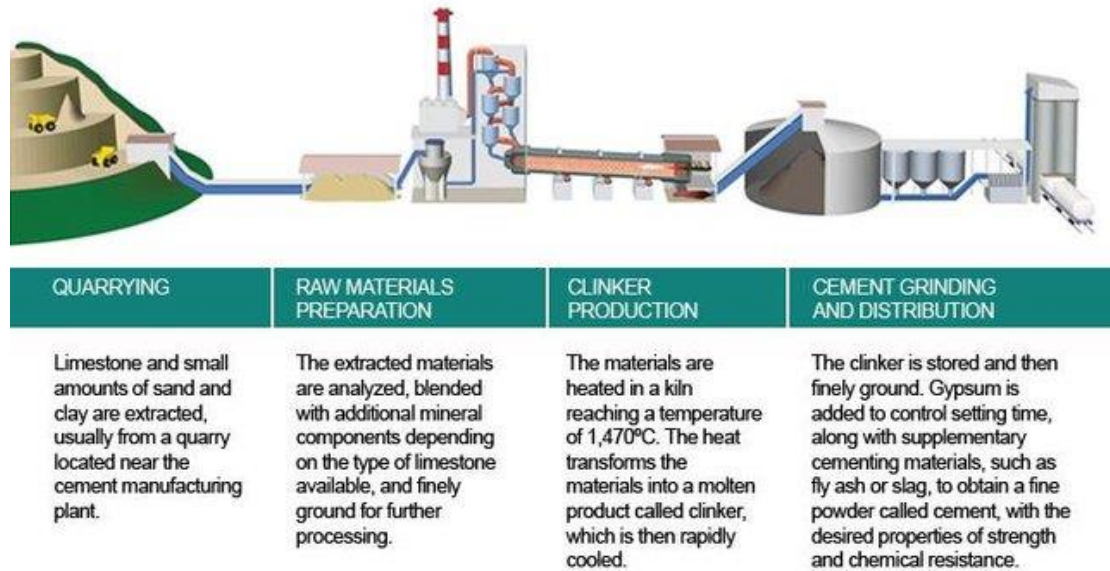 QUARRYING
Limestone and small
amounts of sand and
clay are extracted,
usually from a quarry
located near the
cement manufacturing
plant.
RAW MATERIALS
PREPARATION
The extracted materials
are analyzed, blended
with additional mineral
components depending
on the type of limestone
available, and finely
ground for further
processing.
CLINKER
PRODUCTION
The materials are
heated in a kiln
reaching a temperature
of 1,470ºC. The heat
transforms the
materials into a molten
product called clinker,
which is then rapidly
cooled.
CEMENT GRINDING
AND DISTRIBUTION
The clinker is stored and then
finely ground. Gypsum is
added to control setting time,
along with supplementary
cementing materials, such as
fly ash or slag, to obtain a fine
powder called cement, with the
desired properties of strength
and chemical resistance.